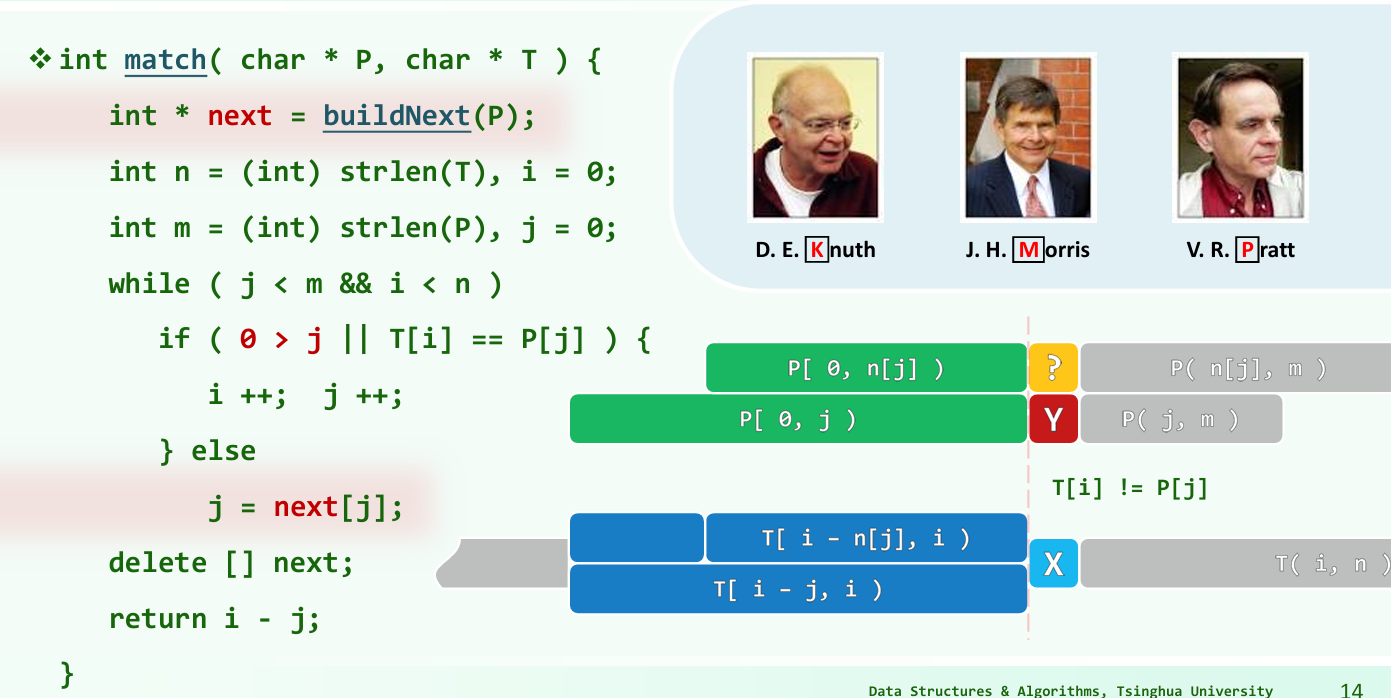 ❖ int match( char * P, char * T ) {
int * next = buildNext(P);
int n = (int) strlen(T), i = 0;
int m = (int) strlen(P), j = 0;
while ( j < m && i < n )
if ( 0 > j || T[i] == P[j] ) {
i ++; j ++;
} else
j = next[j];
delete [] next;
return i - j;
}
D. E. Knuth
J. H. Morris
V. R. Pratt
P[ 0, n[j] )
?
P( n[j], m )
P[ 0, j )
Y
P( j, m )
T[i] != P[j]
T[ i – n[j], i )
X
T( i, n )
T[ i – j, i )
Data Structures & Algorithms, Tsinghua University
14